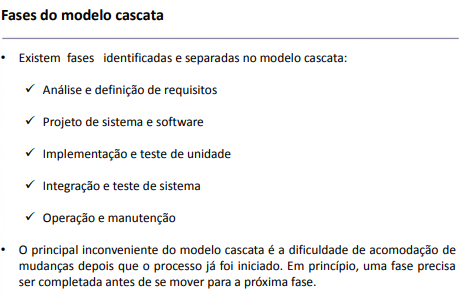 Fases do modelo cascata
• Existem fases identificadas e separadas no modelo cascata:
✓ Análise e definição de requisitos
✓ Projeto de sistema e software
✓ Implementação e teste de unidade
✓ Integração e teste de sistema
✓ Operação e manutenção
• O principal inconveniente do modelo cascata é a dificuldade de acomodação de
mudanças depois que o processo já foi iniciado. Em princípio, uma fase precisa
ser completada antes de se mover para a próxima fase.